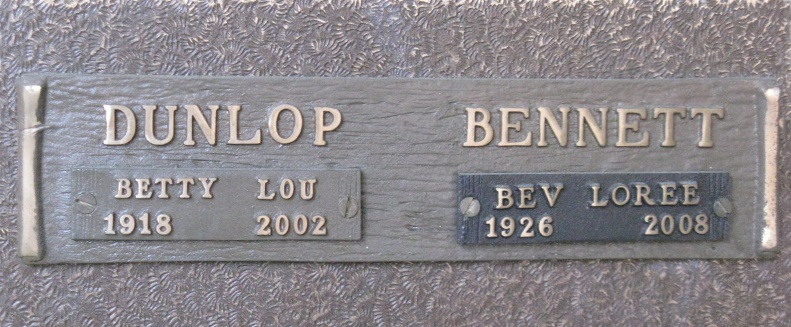 DUNLOP
BETTY LOU
1918 2002
BENNETT
BEV LOREE
1926 2008